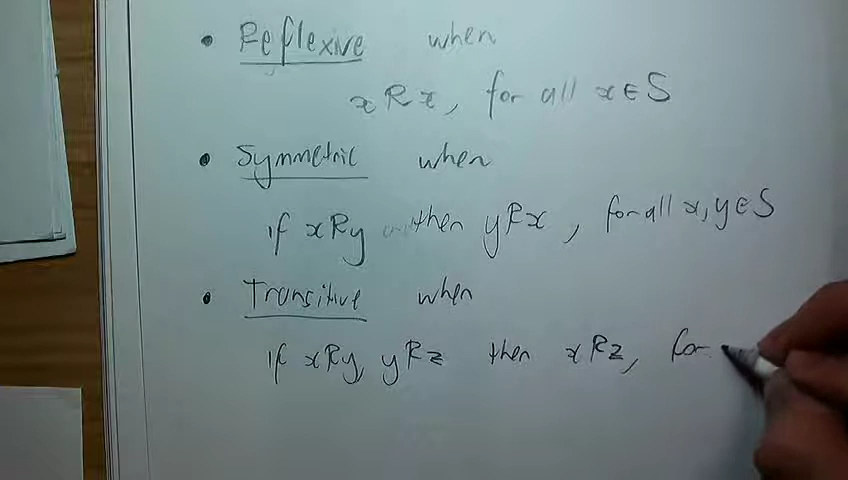 • Reflexive when
xRx, for all x∈S
• Symmetric when
if xRy then yRx, for all x,y∈S
• Transitive when
if xRy, yRz then xRz, for